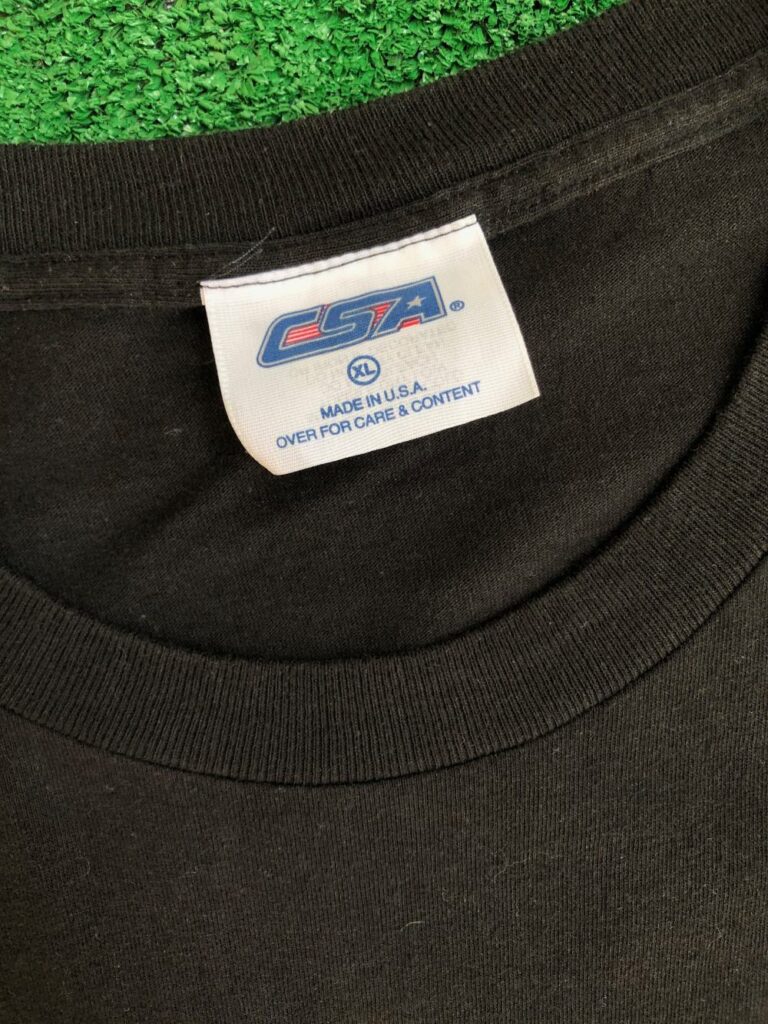 CSA®
XL
MADE IN U.S.A.
OVER FOR CARE & CONTENT